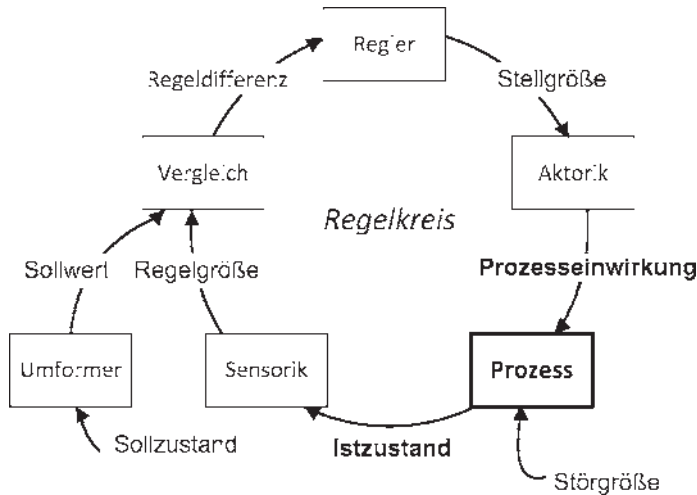 Regler
Regeldifferenz
Stellgröße
Vergleich
Aktorik
Regelkreis
Sollwert
Regelgröße
Prozesseinwirkung
Umformer
Sensorik
Prozess
Sollzustand
Istzustand
Störgröße